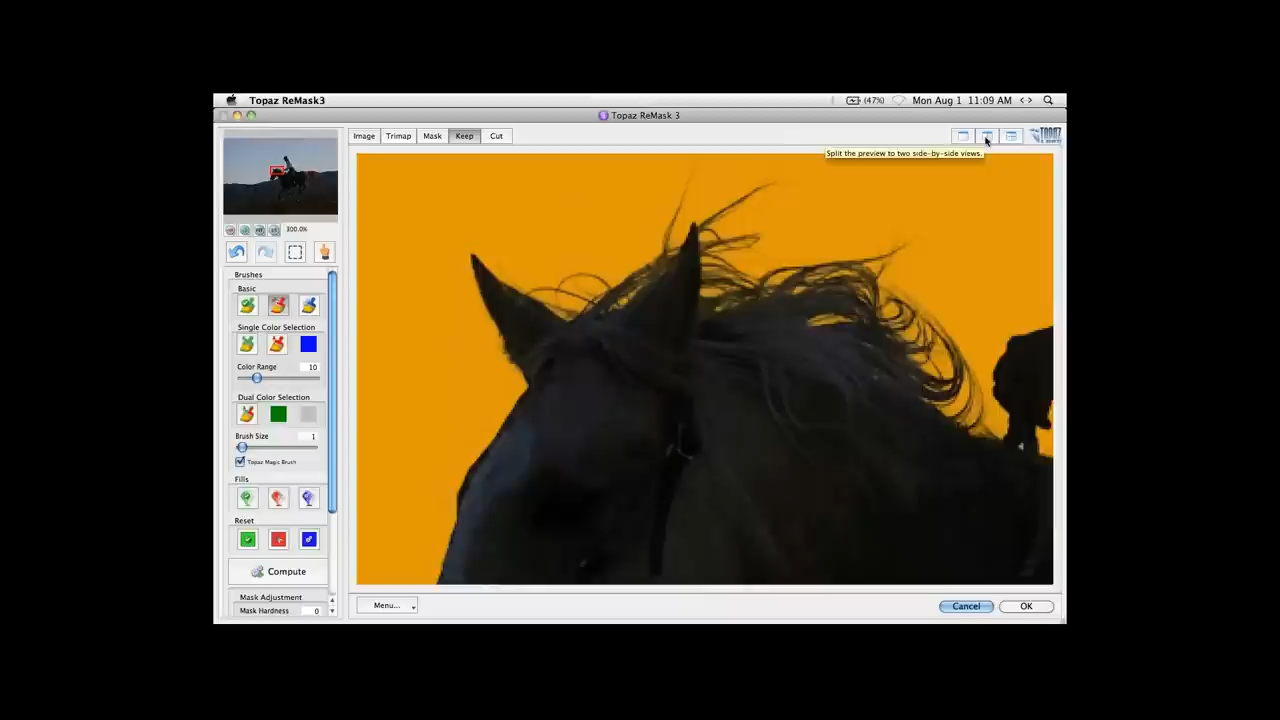 Topaz ReMask3
(47%)
Mon Aug 1 11:09 AM
Topaz ReMask 3
Image
Trimap
Mask
Keep
Cut
TOPAZ
Split the preview to two side-by-side views.
300.0%
Brushes
Basic
Single Color Selection
Color Range
10
Dual Color Selection
Brush Size
1
Topaz Magic Brush
Fills
Reset
Compute
Mask Adjustment
Mask Hardness
0
Menu...
Cancel
OK